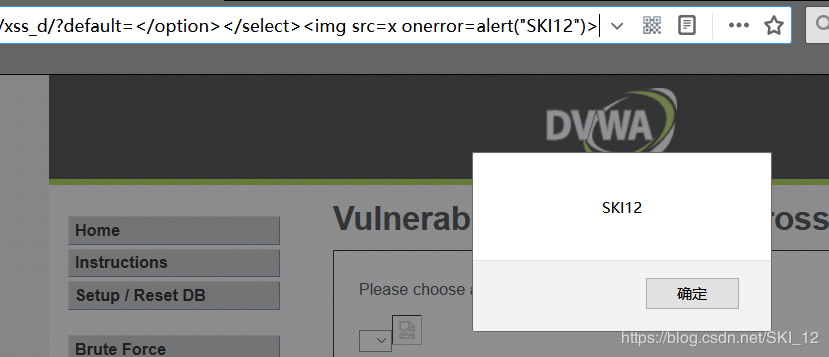 /xss_d/?default=</option></select><img src=x onerror=alert("SKI12")>
DVWA
SKI12
Home
Vulnerab
ross
Instructions
Please choose a
Setup / Reset DB
确定
Brute Force
https://blog.csdn.net/SKI_12